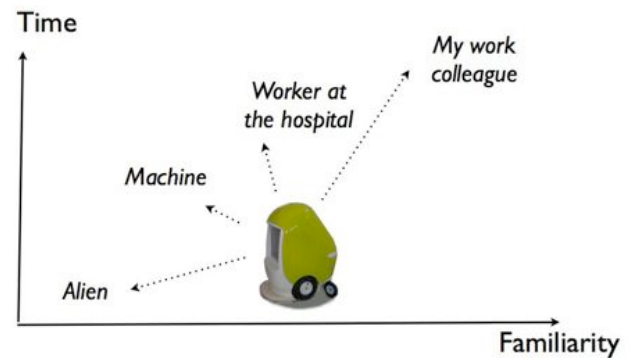 Time
My work
colleague
Worker at
the hospital
Machine
Alien
Familiarity